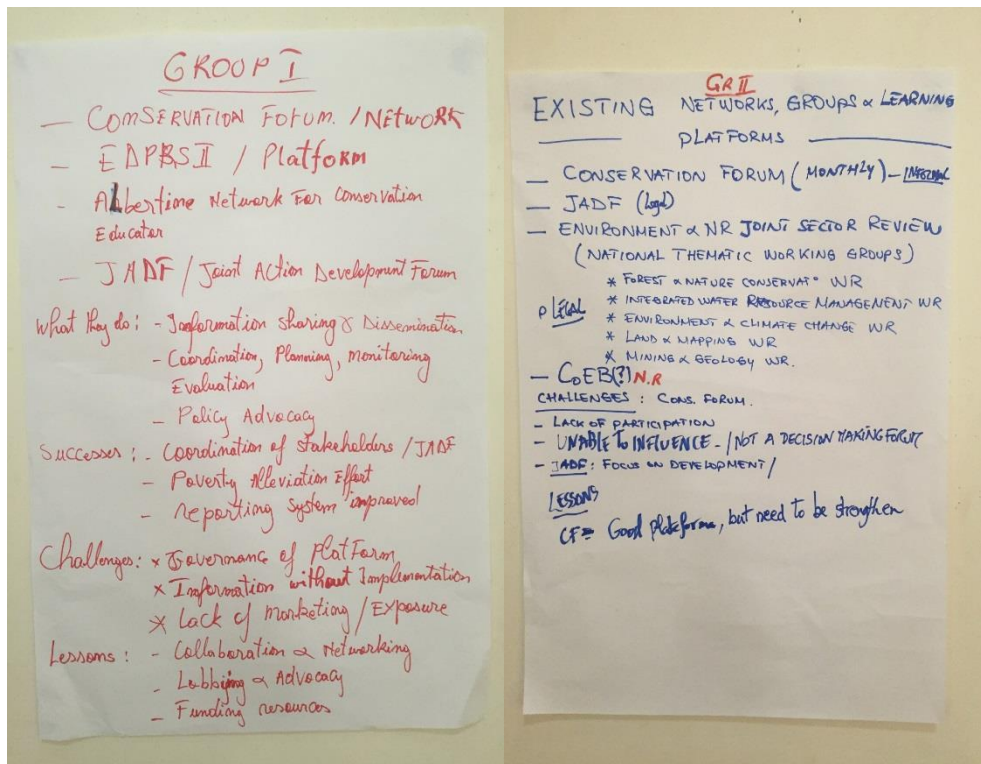 GROUP I
— CONSERVATION FORUM. / NETWORK
— EDPRSII / Platform
- Albertime Network For Conservation
Educator
— JADF / Joint Action Development Forum
What they do: - Information sharing & Dissemination
- Coordination, Planning, monitoring
Evaluation
- Policy Advocacy
Successes: - Coordination of stakeholders / JADF
- Poverty Alleviation Effort
- reporting system improved
Challenges: × Governance of PlatForm
× Information without Implementation
× Lack of marketing / Exposure
Lessons: - Collaboration & Networking
- Lobbying & Advocacy
- Funding resources
GR II
EXISTING NETWORKS, GROUPS & LEARNING
PLATFORMS
— CONSERVATION FORUM (MONTHLY) - INFORMAL
— JADF (Legal)
— ENVIRONMENT & NR JOINT SECTOR REVIEW
(NATIONAL THEMATIC WORKING GROUPS)
* FOREST & NATURE CONSERVAT° WR
* INTEGRATED WATER RESOURCE MANAGEMENT WR
LEGAL
* ENVIRONMENT & CLIMATE CHANGE WR
* LAND & MAPPING WR
* MINING & GEOLOGY WR.
— CoEB(?) N.R
CHALLENGES: CONS. FORUM.
- LACK OF PARTICIPATION
- UNABLE TO INFLUENCE - / NOT A DECISION MAKING FORUM
- JADF: FOCUS ON DEVELOPMENT /
LESSONS
CF = Good Plateforme, but need to be strengthen